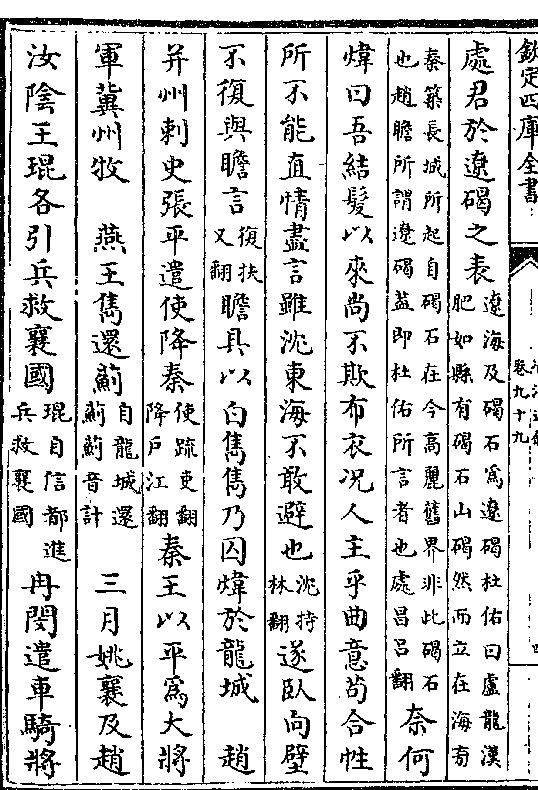 欽定四庫全書
卷九十九
處君於遼碣之表遼海及碣石爲遼碣杜佑曰盧龍漢肥如縣有碣石山碣然而立在海旁
秦築長城所起自碣石在今高麗舊界非此碣石也趙瞻所謂遼碣蓋即杜佑所言者也處昌呂翻奈何
煒曰吾結髮以來尚不欺布衣况人主乎曲意苟合性
所不能直情盡言雖沈東海不敢避也沈持林翻遂臥向壁
不復與瞻言復扶又翻瞻具以白儁儁乃囚煒於龍城　趙
并州刺史張平遣使降秦使疏吏翻降戶江翻秦王以平爲大將
軍冀州牧　燕王儁還薊自龍城還薊薊音計　三月姚襄及趙
汝陰王琨各引兵救襄國琨自信都進兵救襄國冉閔遣車騎將